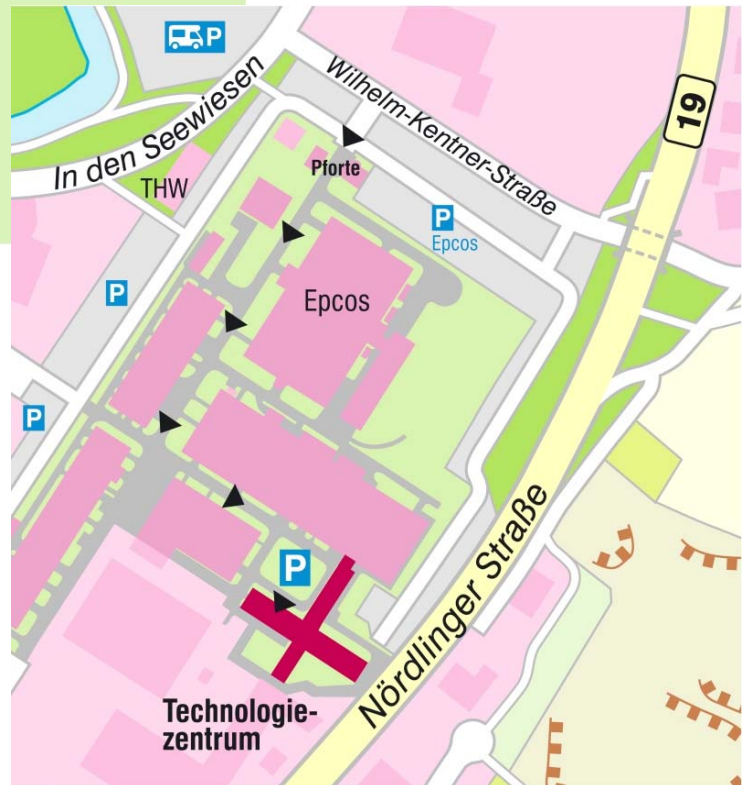 P
In den Seewiesen
Wilhelm-Kentner-Straße
19
THW
Pforte
P
Epcos
P
Epcos
P
P
Nördlinger Straße
Technologie-
zentrum